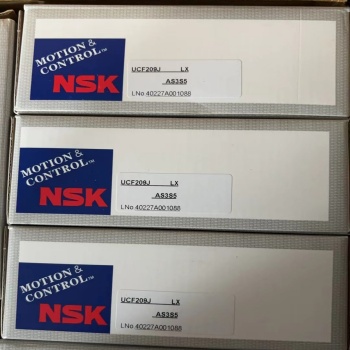 MOTION &
CONTROL™
NSK
UCF209J LX
AS3S5
LNo 40227A001088
MOTION &
CONTROL™
NSK
UCF209J LX
AS3S5
LNo 40227A001088
MOTION &
CONTROL™
NSK
UCF209J LX
AS3S5
LNo 40227A001088